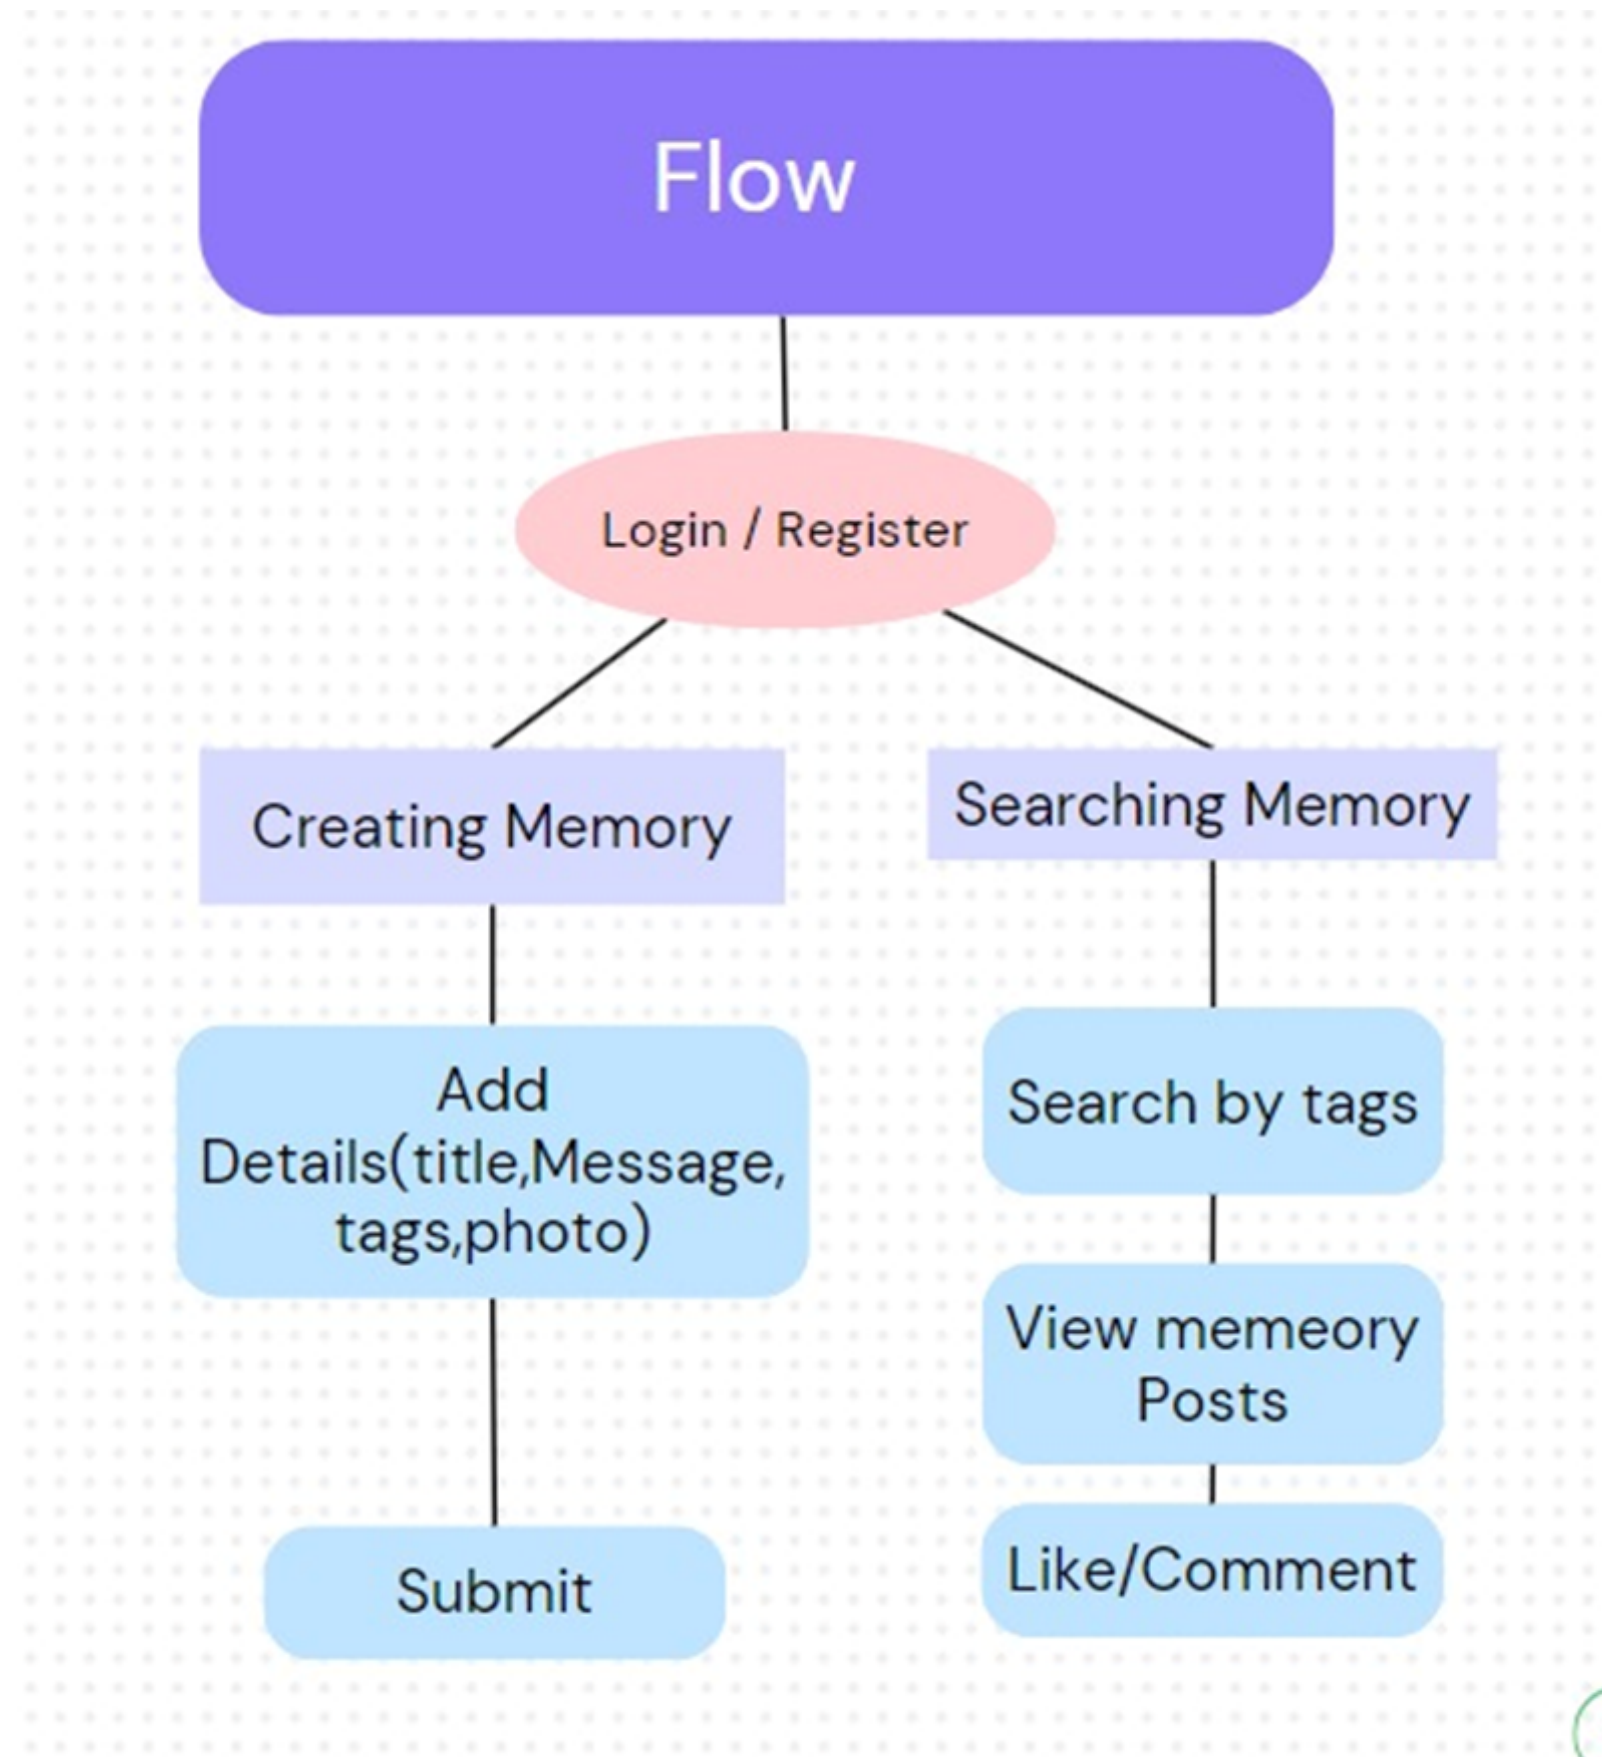 Flow
Login / Register
Creating Memory
Searching Memory
Add
Details(title,Message,
tags,photo)
Submit
Search by tags
View memeory
Posts
Like/Comment